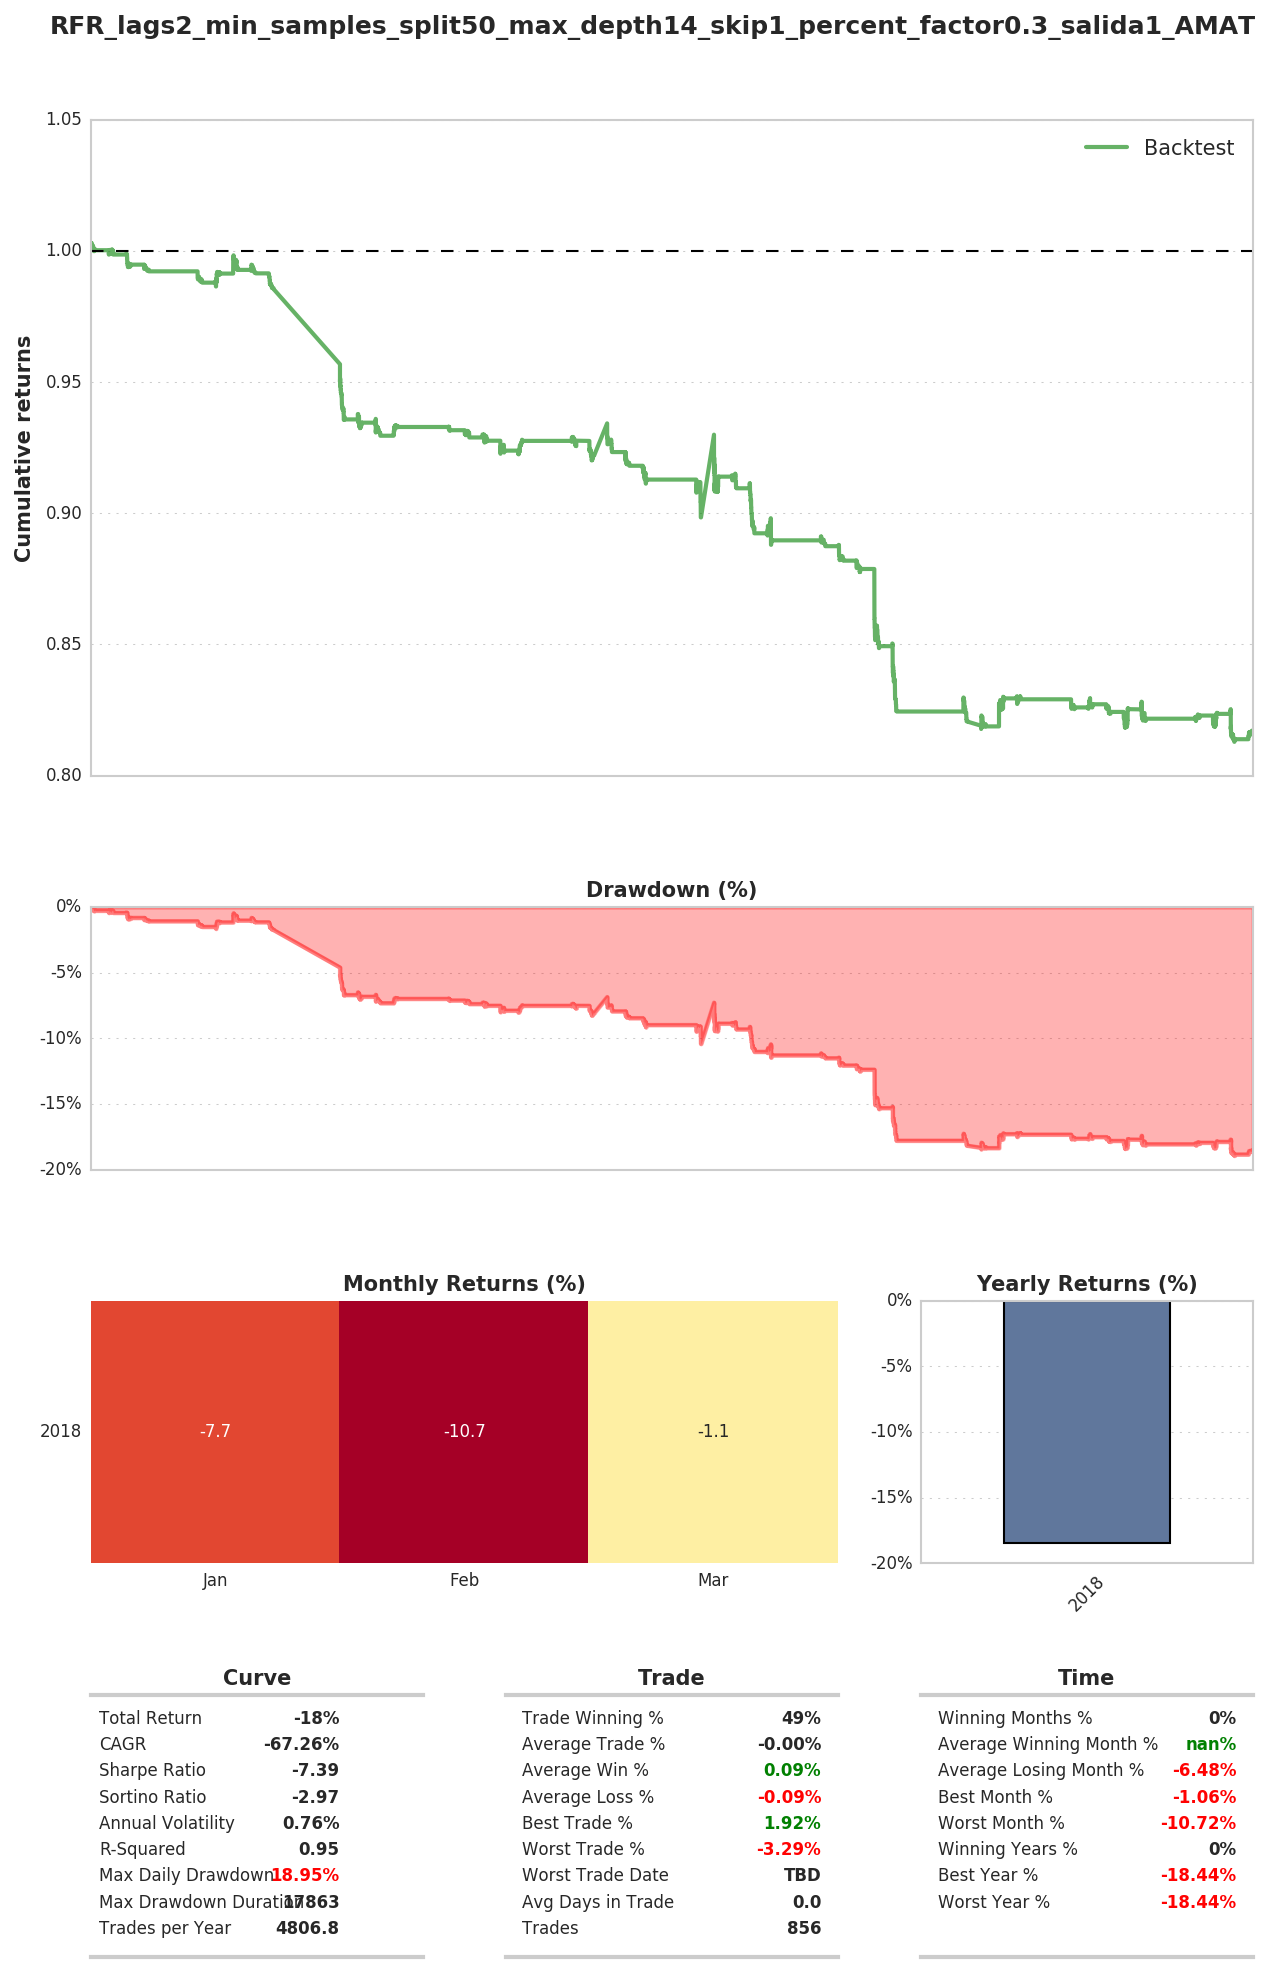 RFR_lags2_min_samples_split50_max_depth14_skip1_percent_factor0.3_salida1_AMAT
1.05
Backtest
1.00
0.95
Cumulative returns
0.90
0.85
0.80
Drawdown (%)
0%
-5%
-10%
-15%
-20%
Monthly Returns (%)
2018
-7.7
-10.7
-1.1
Jan
Feb
Mar
Yearly Returns (%)
0%
-5%
-10%
-15%
-20%
2018
Curve
Total Return -18%
CAGR -67.26%
Sharpe Ratio -7.39
Sortino Ratio -2.97
Annual Volatility 0.76%
R-Squared 0.95
Max Daily Drawdown 18.95%
Max Drawdown Duration 17863
Trades per Year 4806.8
Trade
Trade Winning % 49%
Average Trade % -0.00%
Average Win % 0.09%
Average Loss % -0.09%
Best Trade % 1.92%
Worst Trade % -3.29%
Worst Trade Date TBD
Avg Days in Trade 0.0
Trades 856
Time
Winning Months % 0%
Average Winning Month % nan%
Average Losing Month % -6.48%
Best Month % -1.06%
Worst Month % -10.72%
Winning Years % 0%
Best Year % -18.44%
Worst Year % -18.44%